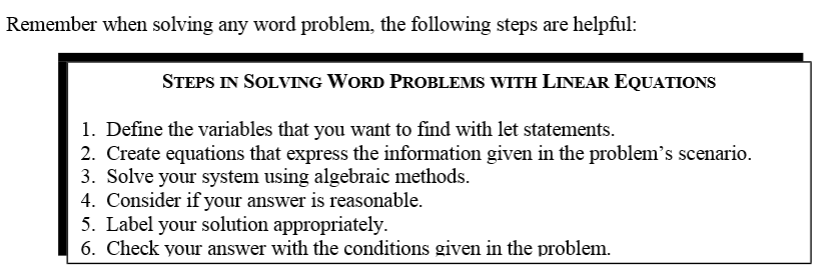 Remember when solving any word problem, the following steps are helpful:
STEPS IN SOLVING WORD PROBLEMS WITH LINEAR EQUATIONS
1. Define the variables that you want to find with let statements.
2. Create equations that express the information given in the problem's scenario.
3. Solve your system using algebraic methods.
4. Consider if your answer is reasonable.
5. Label your solution appropriately.
6. Check your answer with the conditions given in the problem.